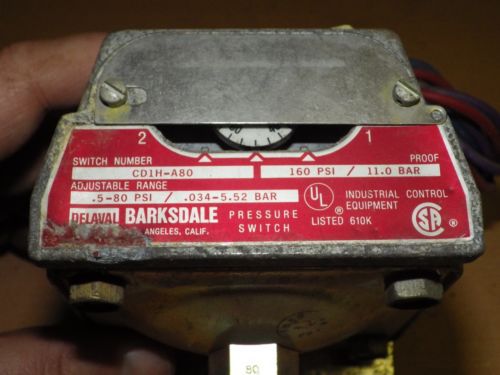 2 1
SWITCH NUMBER PROOF
CD1H-A80 160 PSI / 11.0 BAR
ADJUSTABLE RANGE
.5-80 PSI / .034-5.52 BAR
UL INDUSTRIAL CONTROL EQUIPMENT
LISTED 610K
SA
DELAVAL BARKSDALE PRESSURE SWITCH
ANGELES, CALIF.
80